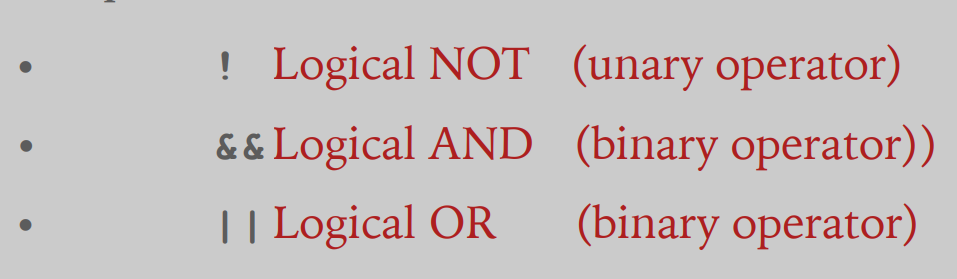 • ! Logical NOT (unary operator)
• && Logical AND (binary operator))
• || Logical OR (binary operator)